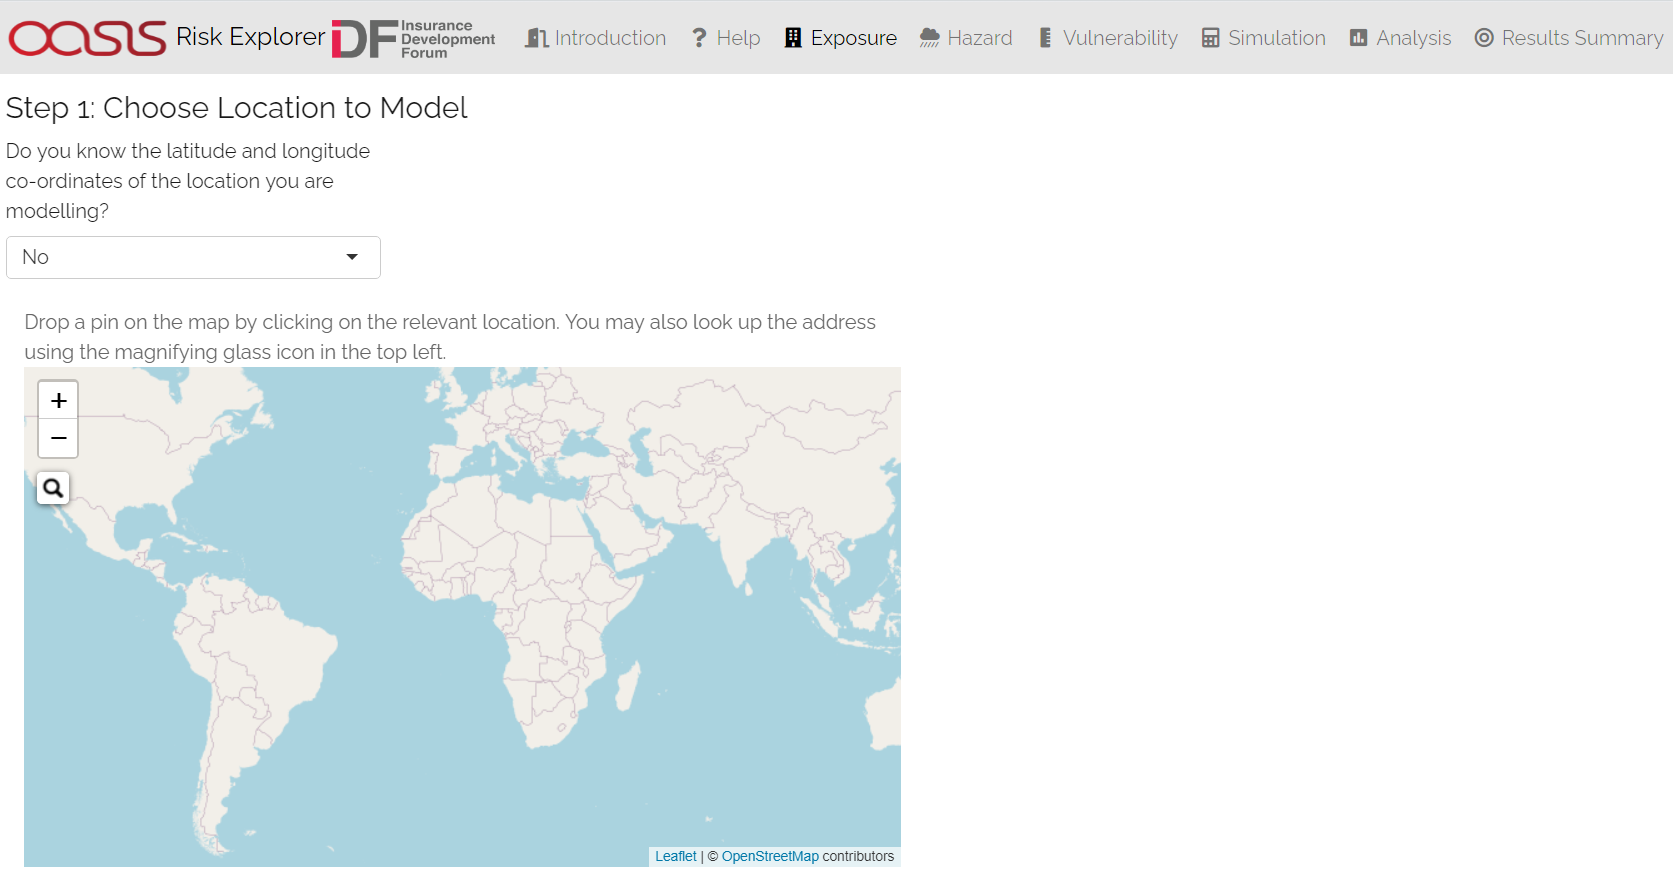 OASIS Risk Explorer IDF Insurance Development Forum Introduction ? Help Exposure Hazard Vulnerability Simulation Analysis Results Summary
Step 1: Choose Location to Model
Do you know the latitude and longitude
co-ordinates of the location you are
modelling?
No
Drop a pin on the map by clicking on the relevant location. You may also look up the address
using the magnifying glass icon in the top left.
+
−
Leaflet | © OpenStreetMap contributors